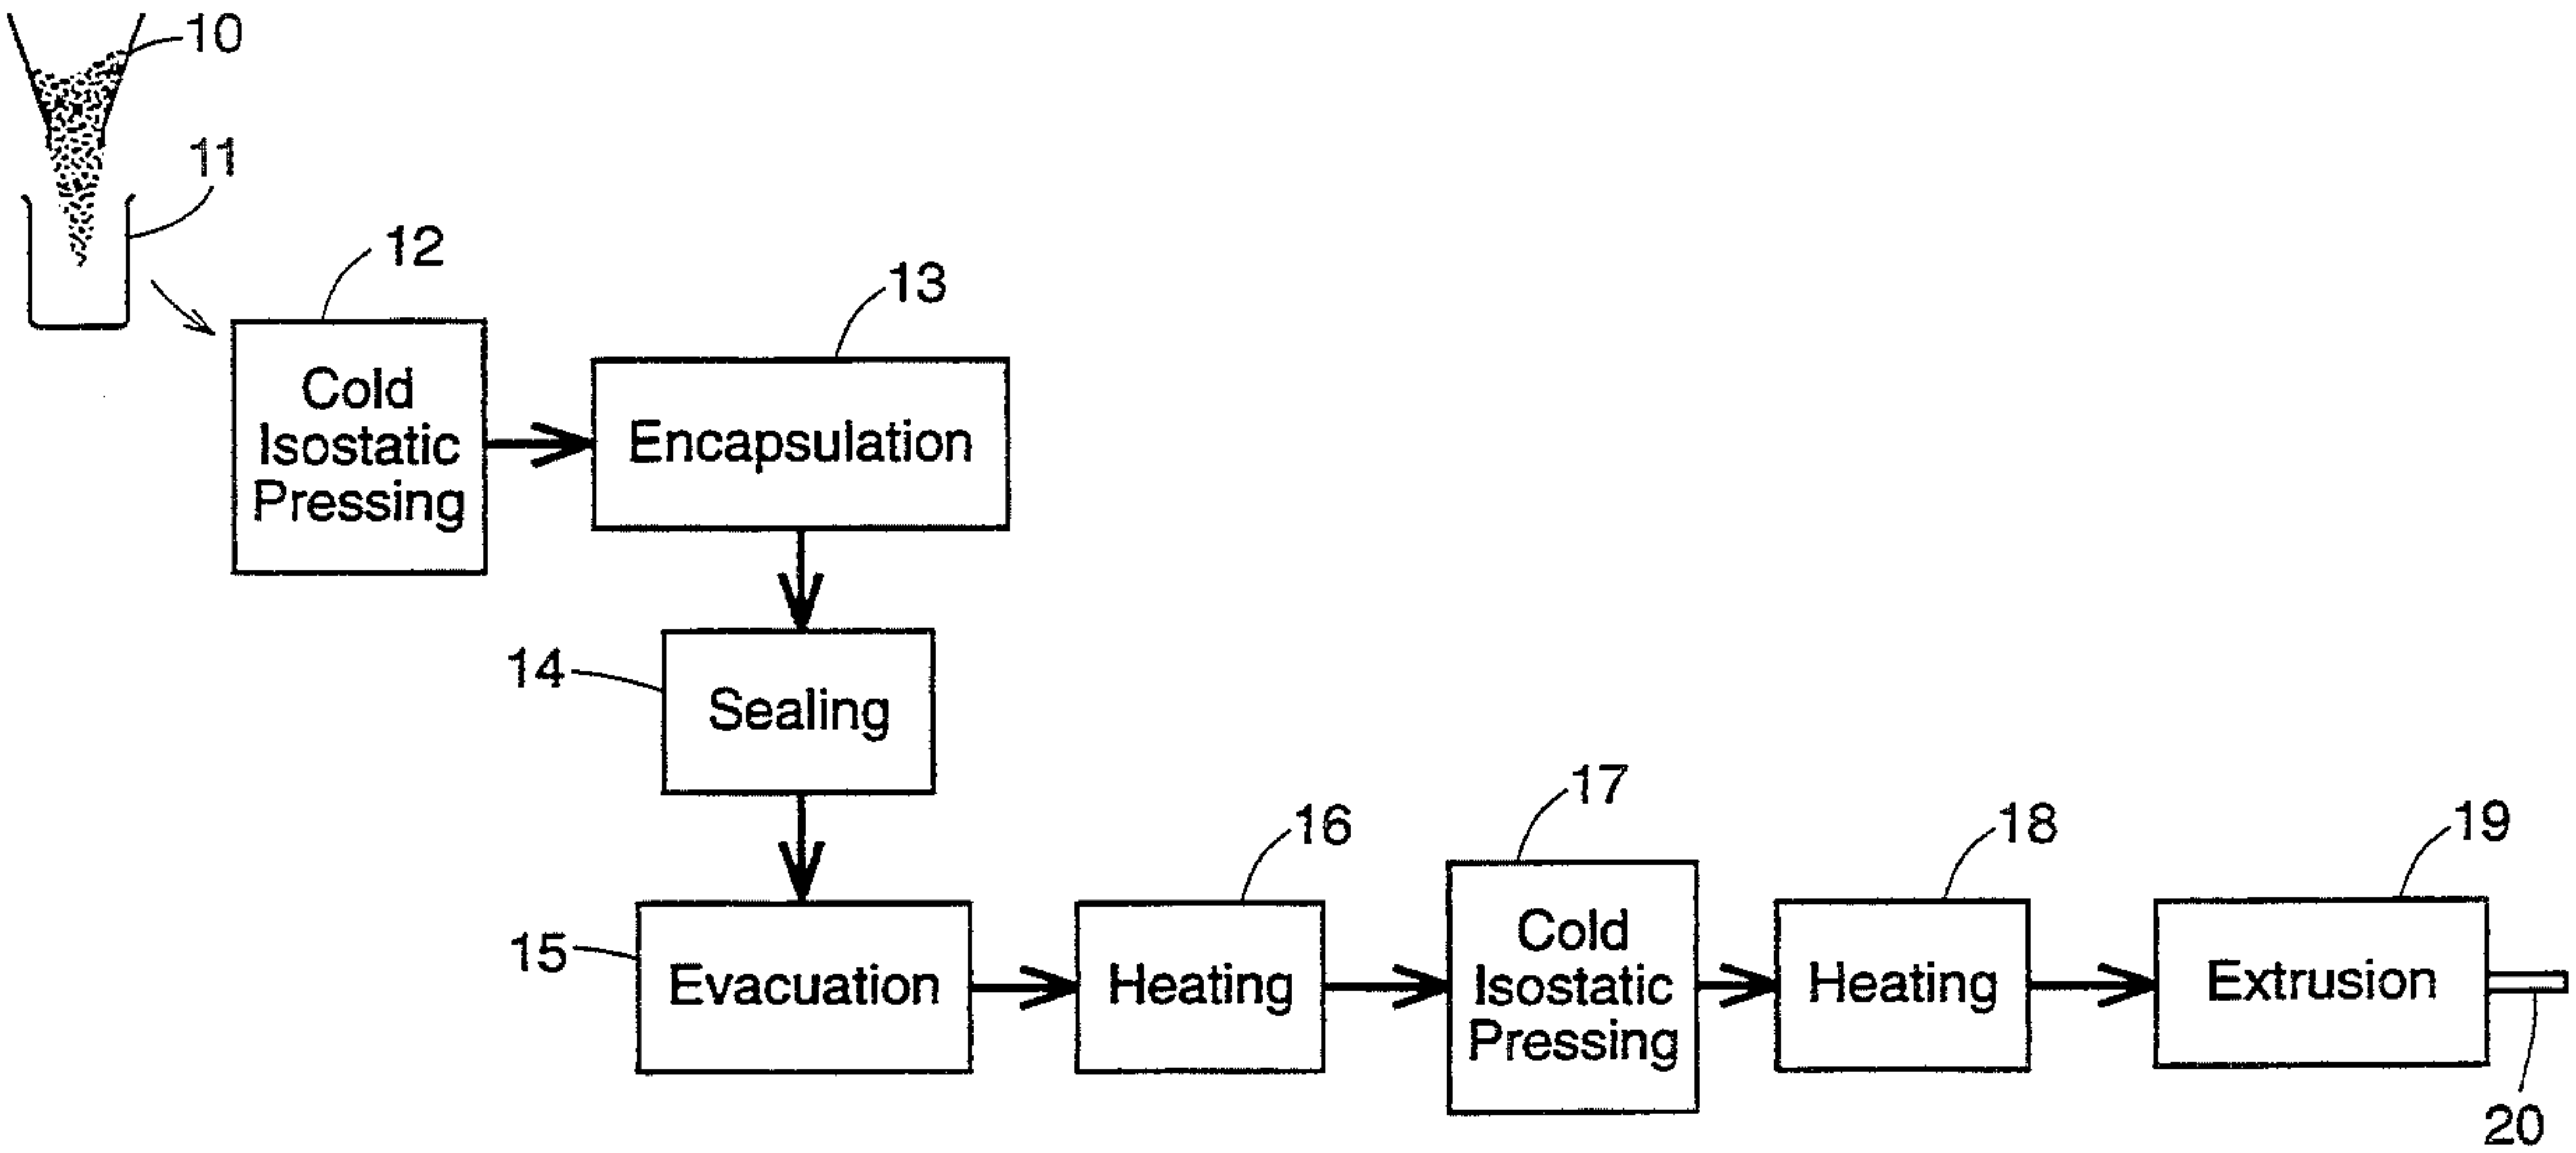 10
11
12
Cold
Isostatic
Pressing
13
Encapsulation
14
Sealing
15
Evacuation
16
Heating
17
Cold
Isostatic
Pressing
18
Heating
19
Extrusion
20